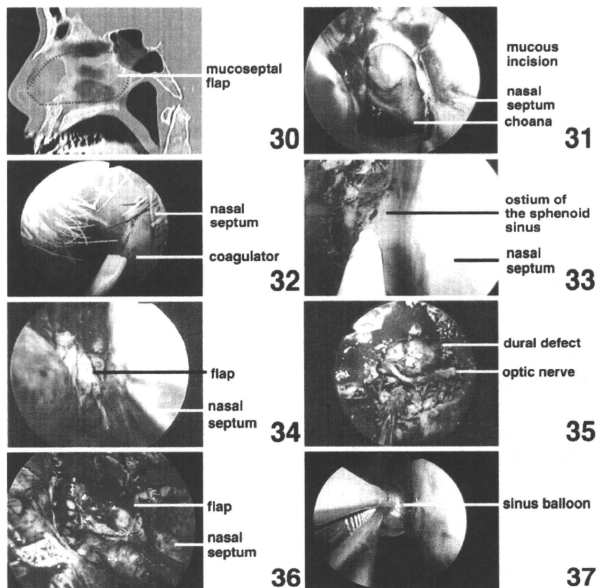 mucoseptal
flap
30
mucous
incision
nasal
septum
choana
31
nasal
septum
coagulator
32
ostium of
the sphenoid
sinus
nasal
septum
33
flap
nasal
septum
34
dural defect
optic nerve
35
flap
nasal
septum
36
sinus balloon
37